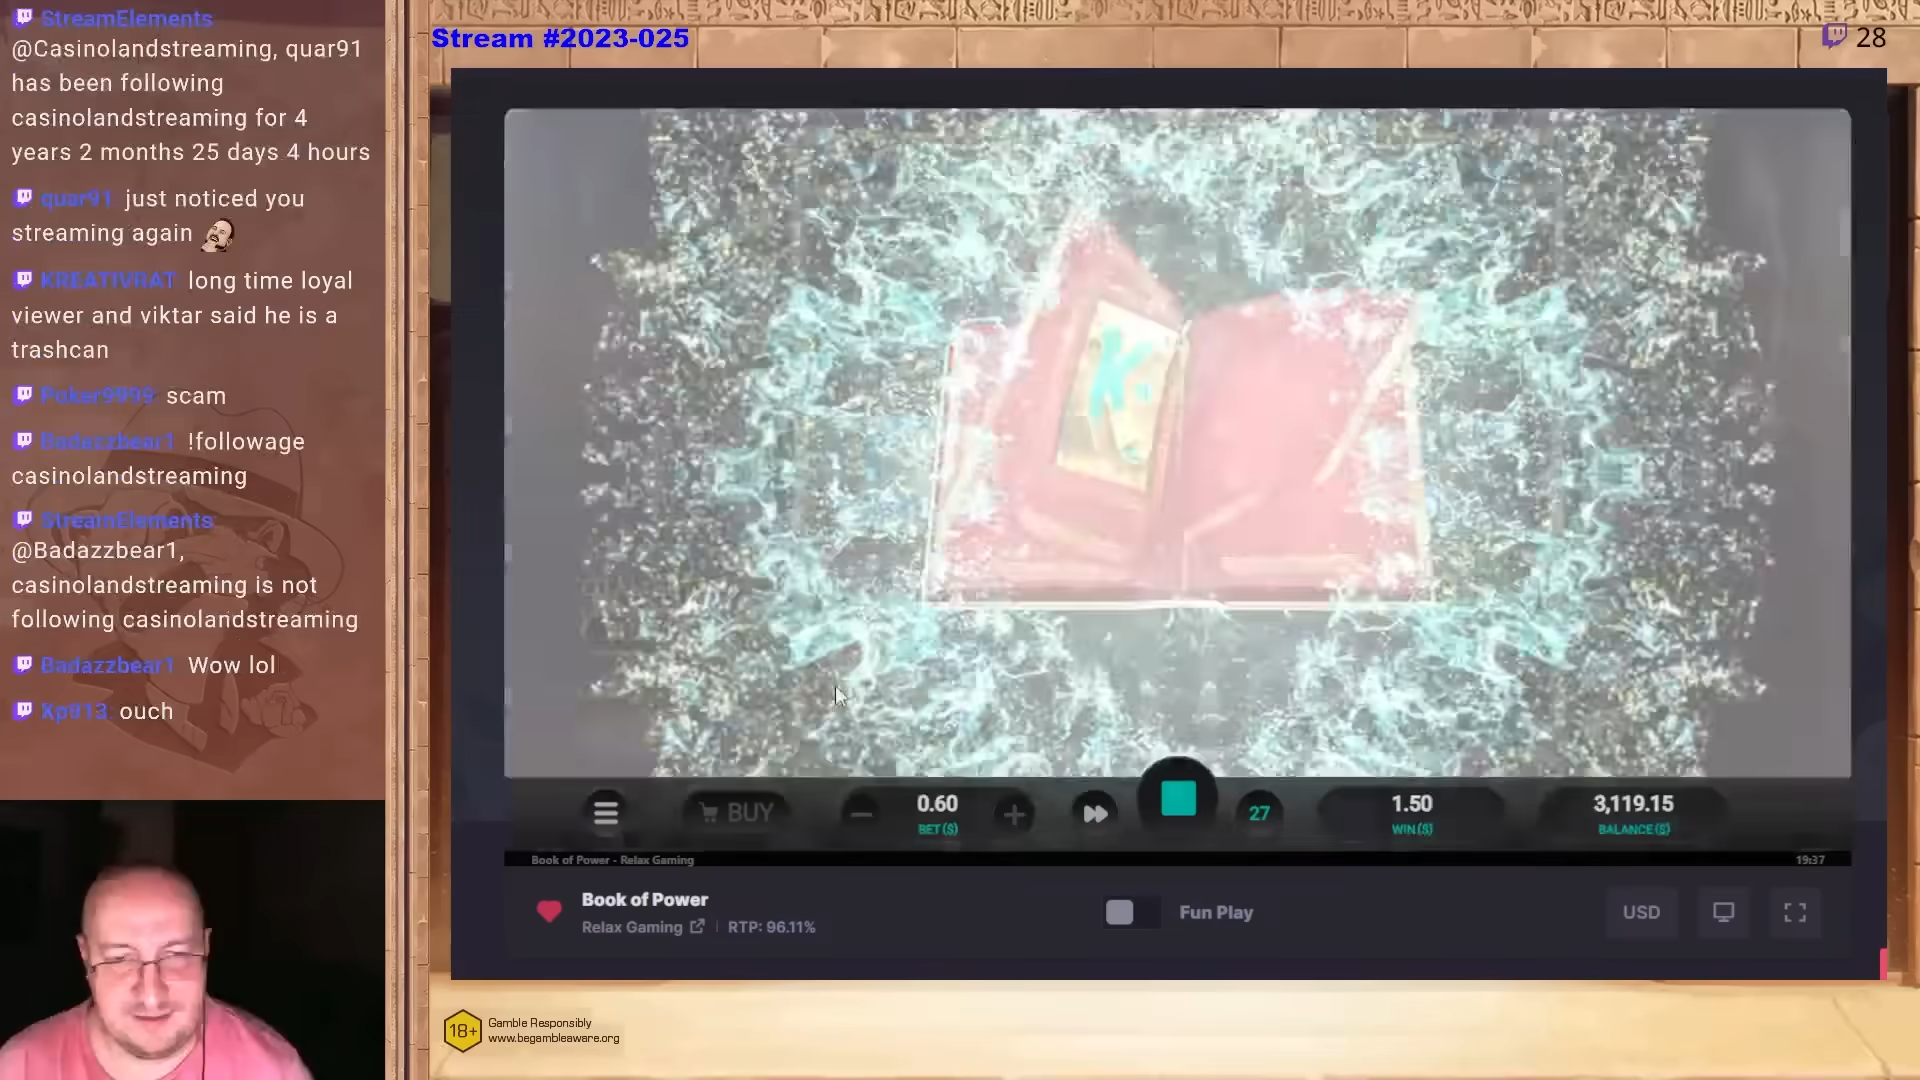 StreamElements
@Casinolandstreaming, quar91
has been following
casinolandstreaming for 4
years 2 months 25 days 4 hours
quar91 just noticed you
streaming again
KREATIVRAT long time loyal
viewer and viktar said he is a
trashcan
Poker9999 scam
Badazzbear1 !followage
casinolandstreaming
StreamElements
@Badazzbear1,
casinolandstreaming is not
following casinolandstreaming
Badazzbear1 Wow lol
Xp913: ouch
Stream #2023-025
28
K
BUY
0.60
BET($)
27
1.50
WIN($)
3,119.15
BALANCE($)
Book of Power - Relax Gaming
19:37
Book of Power
Relax Gaming | RTP: 96.11%
Fun Play
USD
18+
Gamble Responsibly
www.begambleaware.org